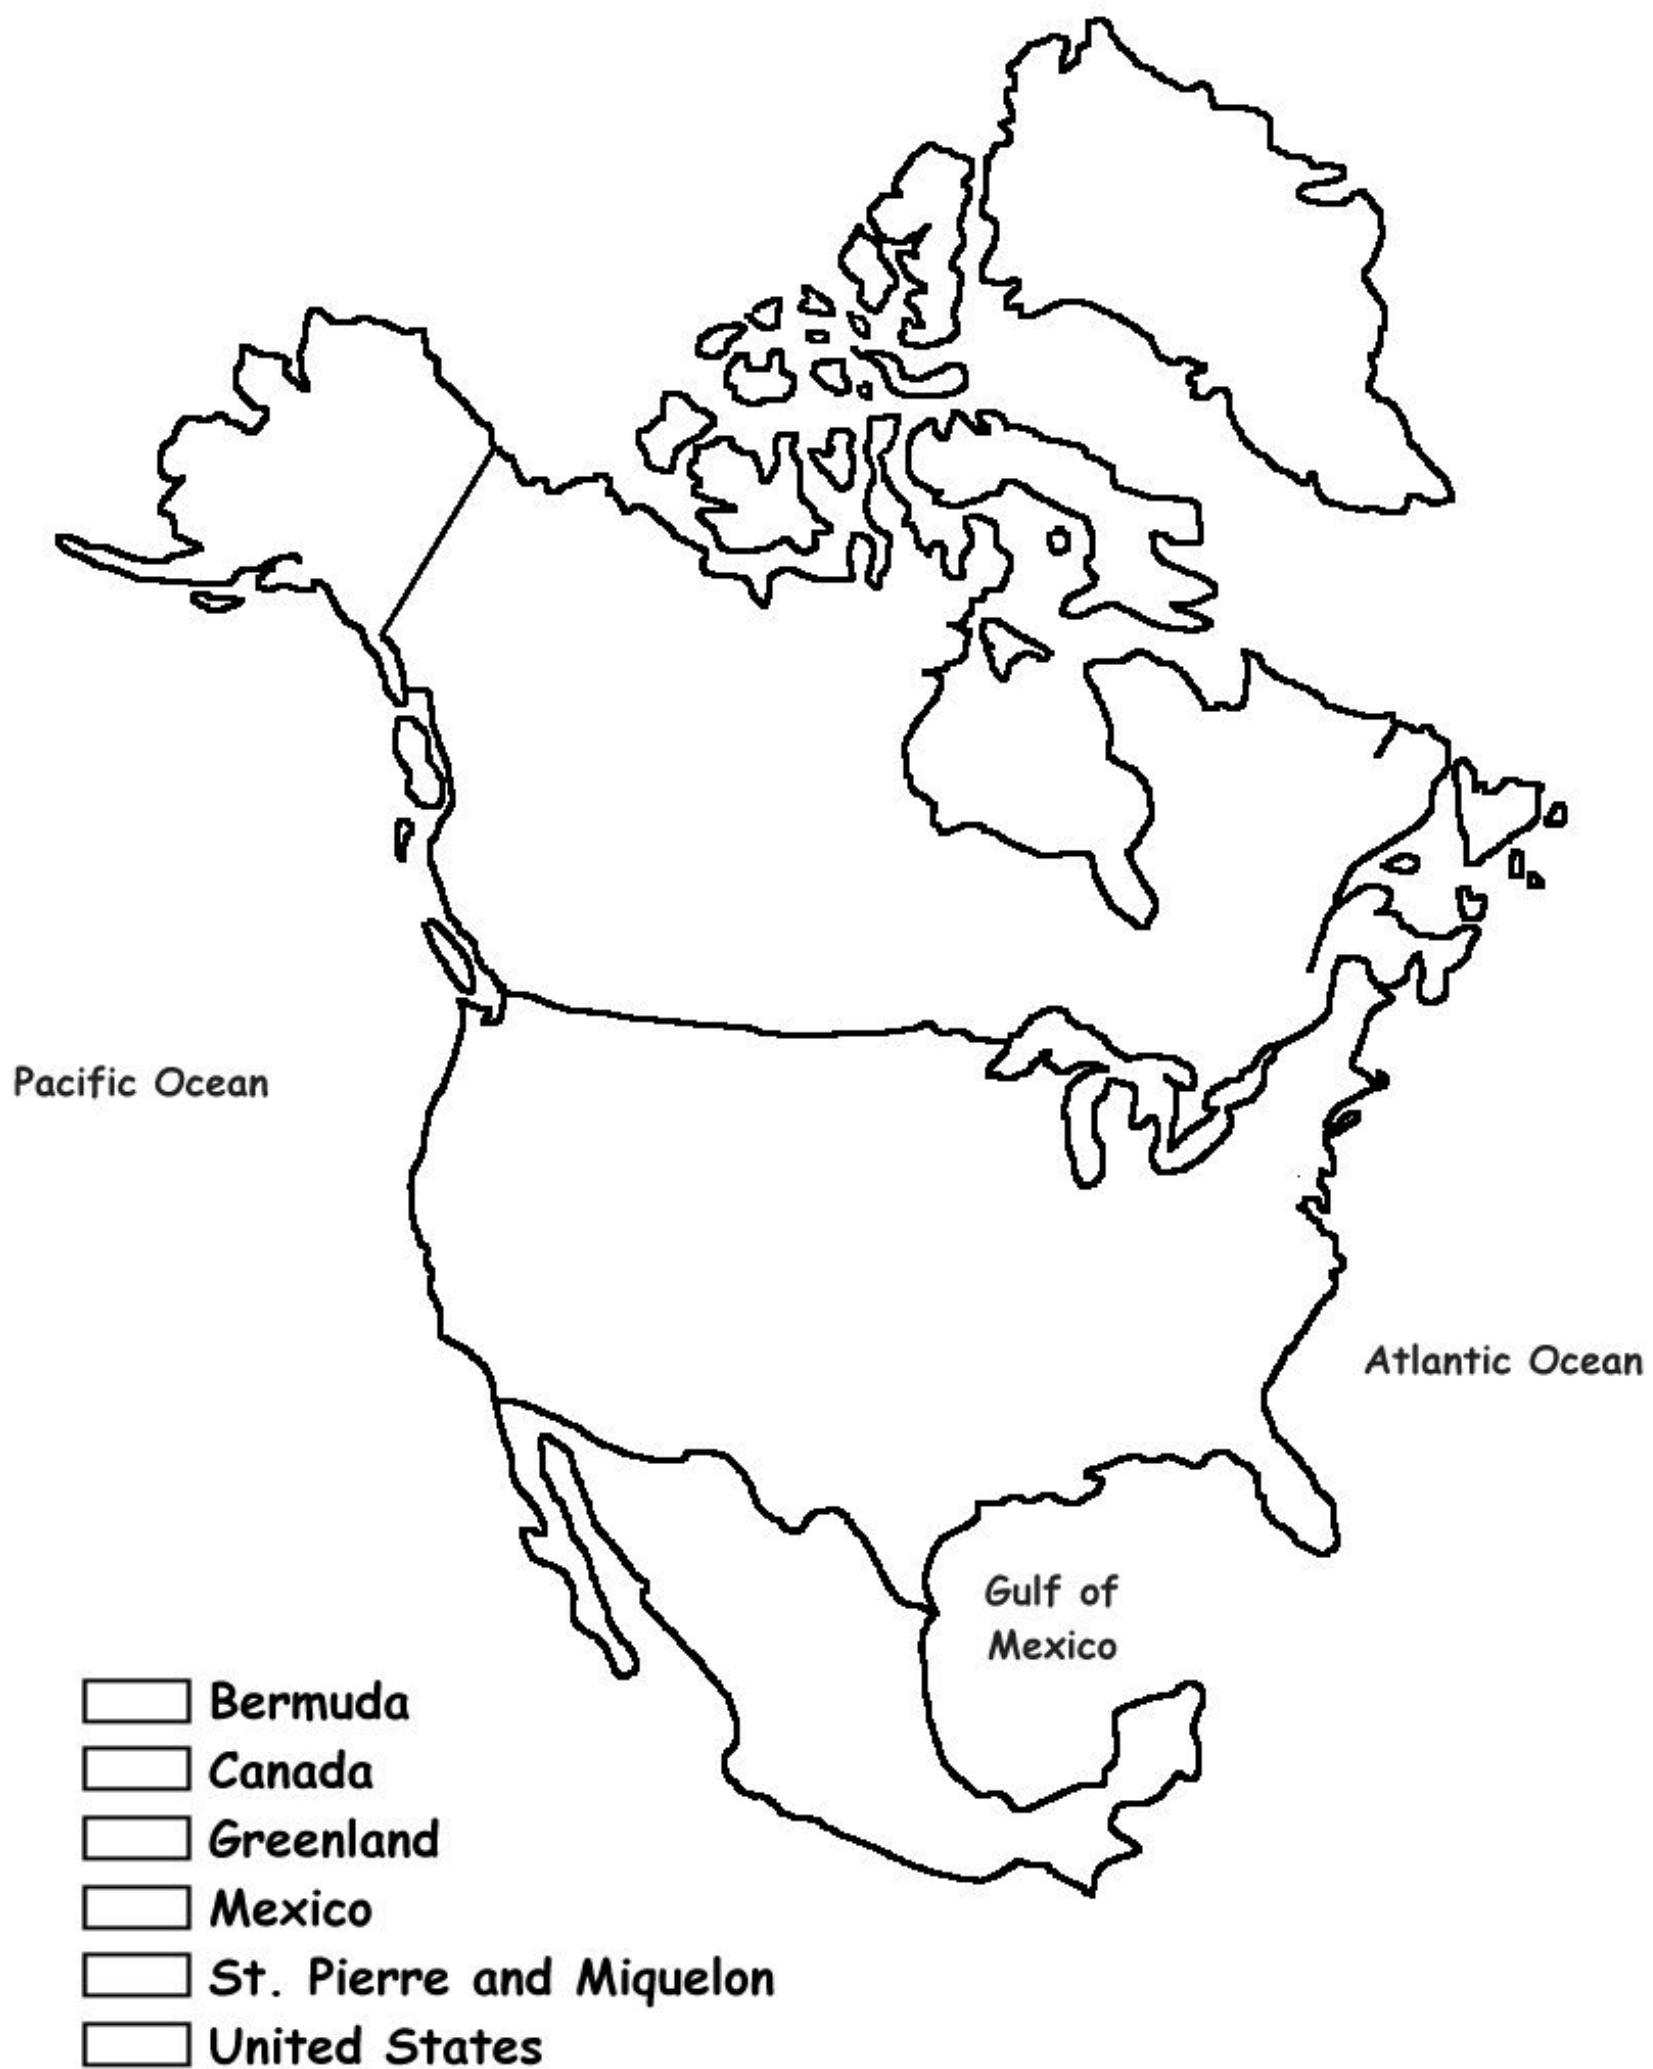 Pacific Ocean
Atlantic Ocean
Gulf of
Mexico
Bermuda
Canada
Greenland
Mexico
St. Pierre and Miquelon
United States